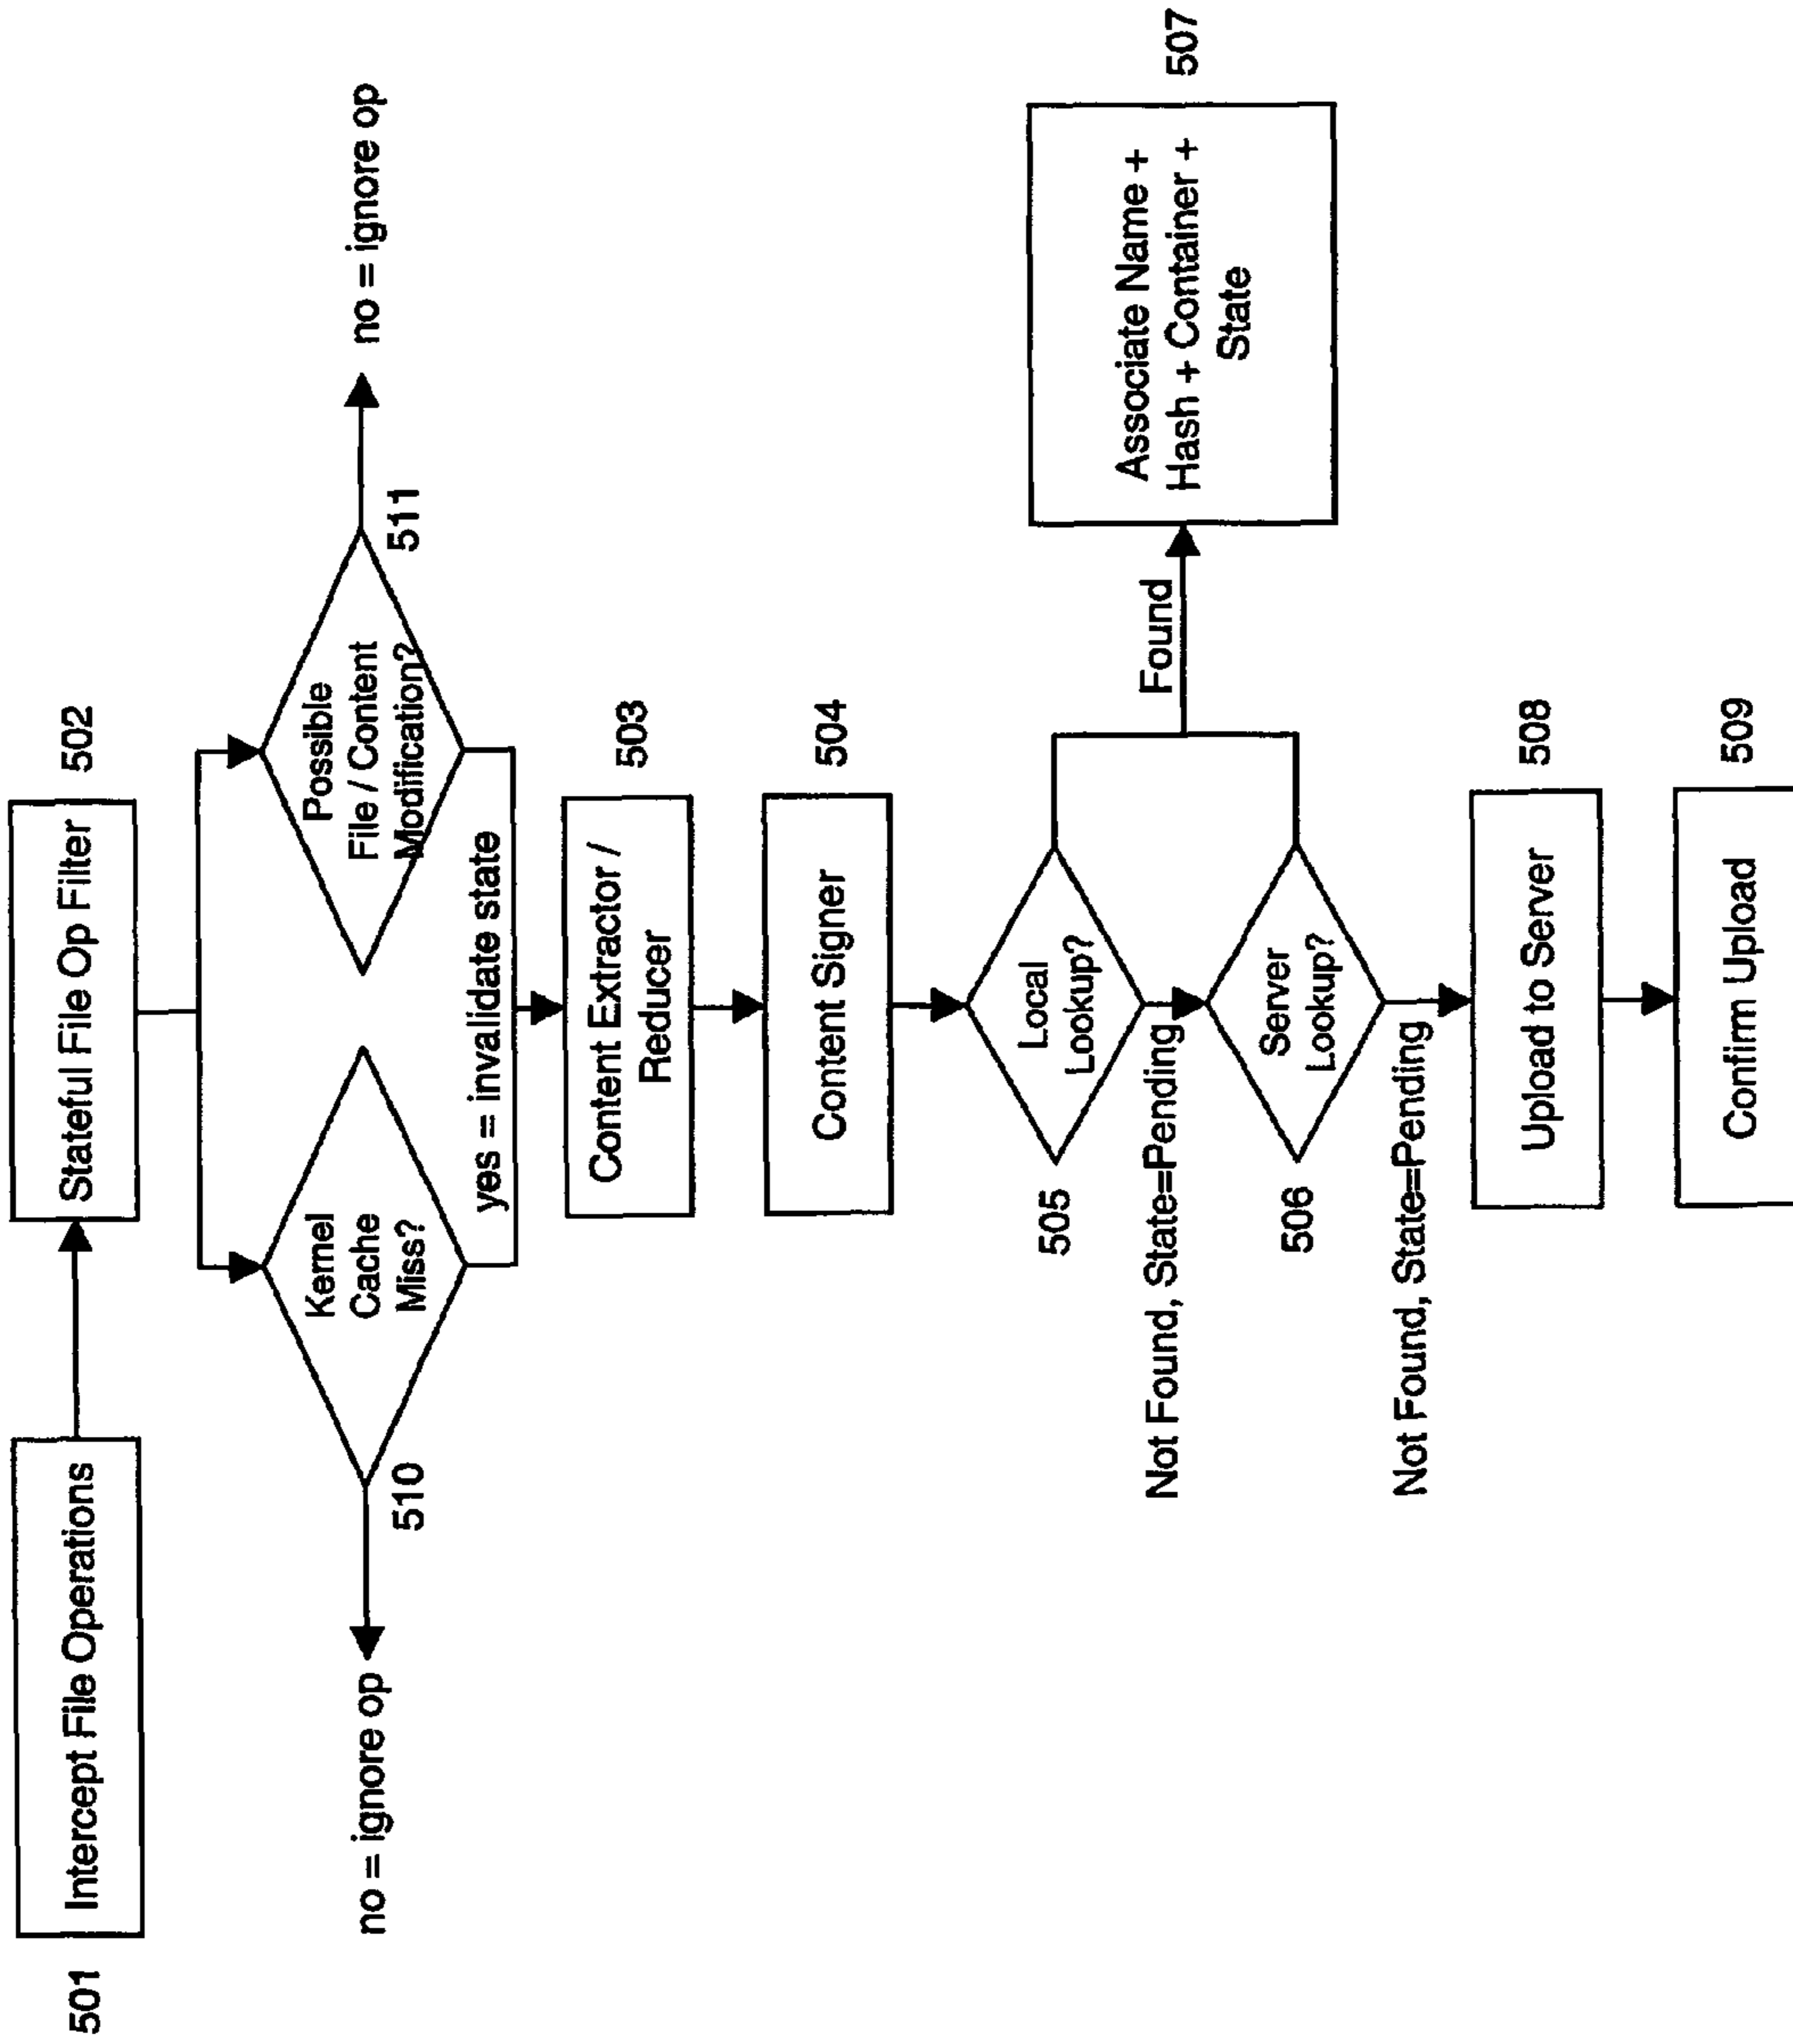 501
Intercept File Operations
Stateful File Op Filter
502
no = ignore op
510
Kernel
Cache
Miss?
Possible
File / Content
Modification?
511
no = ignore op
yes = invalidate state
Content Extractor /
Reducer
503
Content Signer
504
505
Local
Lookup?
Found
Associate Name +
Hash + Container +
State
507
Not Found, State=Pending
506
Server
Lookup?
Not Found, State=Pending
Upload to Server
508
Confirm Upload
509